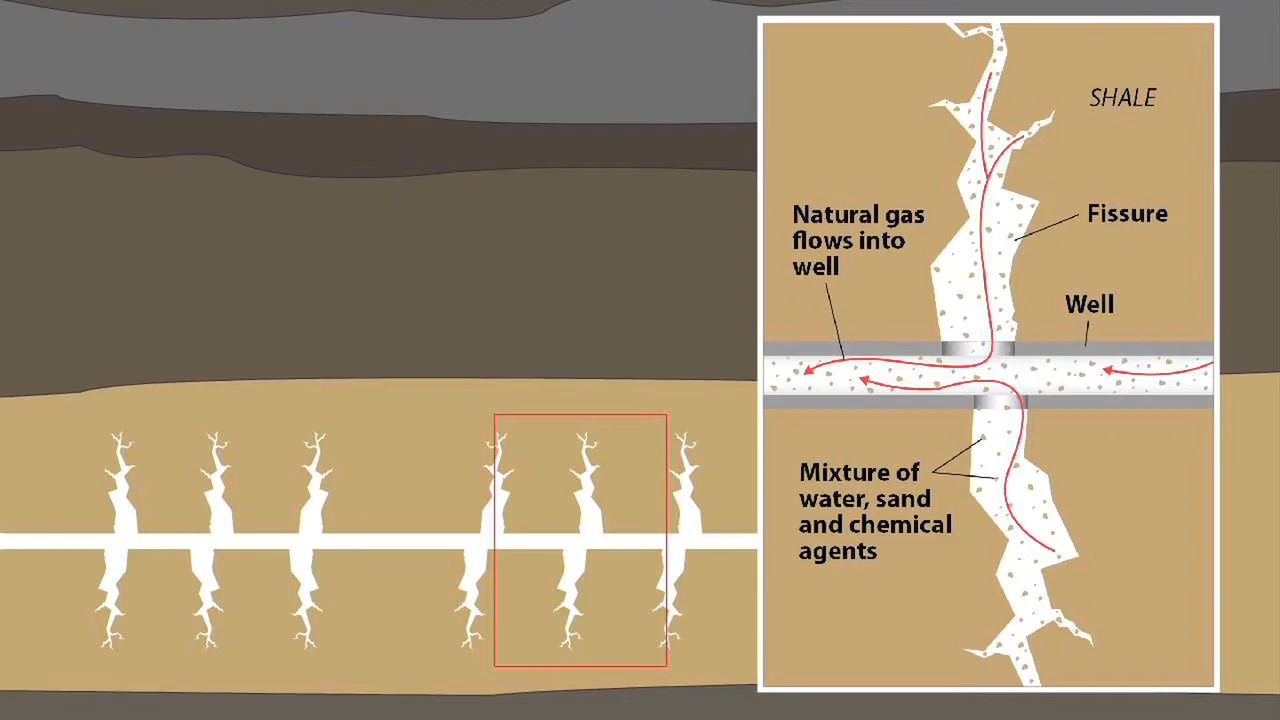 SHALE
Natural gas
flows into
well
Fissure
Well
Mixture of
water, sand
and chemical
agents